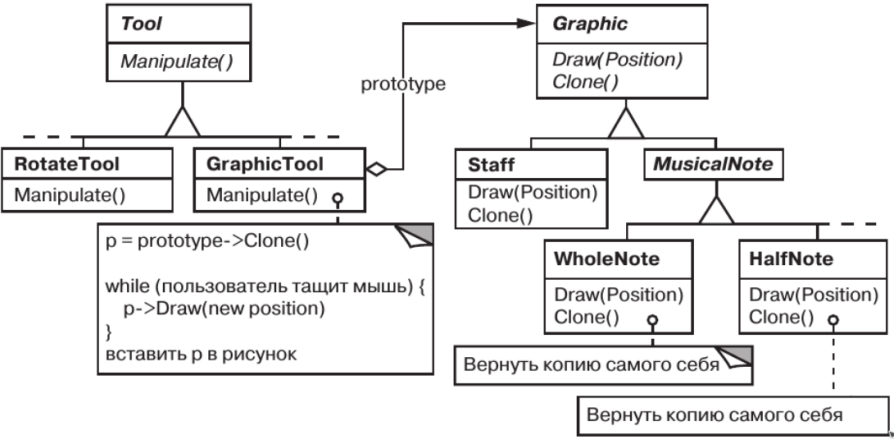 Tool
Manipulate()
prototype
Graphic
Draw(Position)
Clone()
RotateTool
Manipulate()
GraphicTool
Manipulate()
Staff
Draw(Position)
Clone()
MusicalNote
p = prototype->Clone()
while (пользователь тащит мышь) {
p->Draw(new position)
}
вставить p в рисунок
WholeNote
Draw(Position)
Clone()
HalfNote
Draw(Position)
Clone()
Вернуть копию самого себя
Вернуть копию самого себя